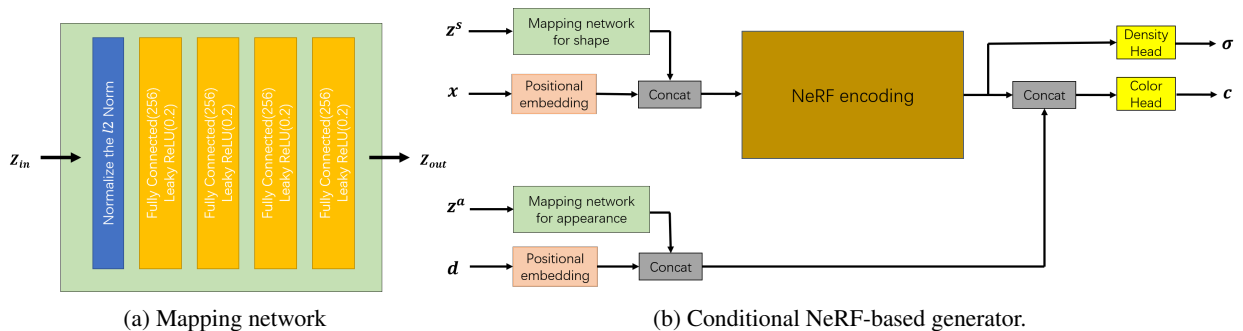 Z_in
Normalize the l2 Norm
Fully Connected(256)
Leaky ReLU(0.2)
Fully Connected(256)
Leaky ReLU(0.2)
Fully Connected(256)
Leaky ReLU(0.2)
Fully Connected(256)
Leaky ReLU(0.2)
Z_out
(a) Mapping network
z^s
Mapping network
for shape
x
Positional
embedding
Concat
NeRF encoding
Concat
Density
Head
σ
Color
Head
c
z^a
Mapping network
for appearance
d
Positional
embedding
Concat
(b) Conditional NeRF-based generator.